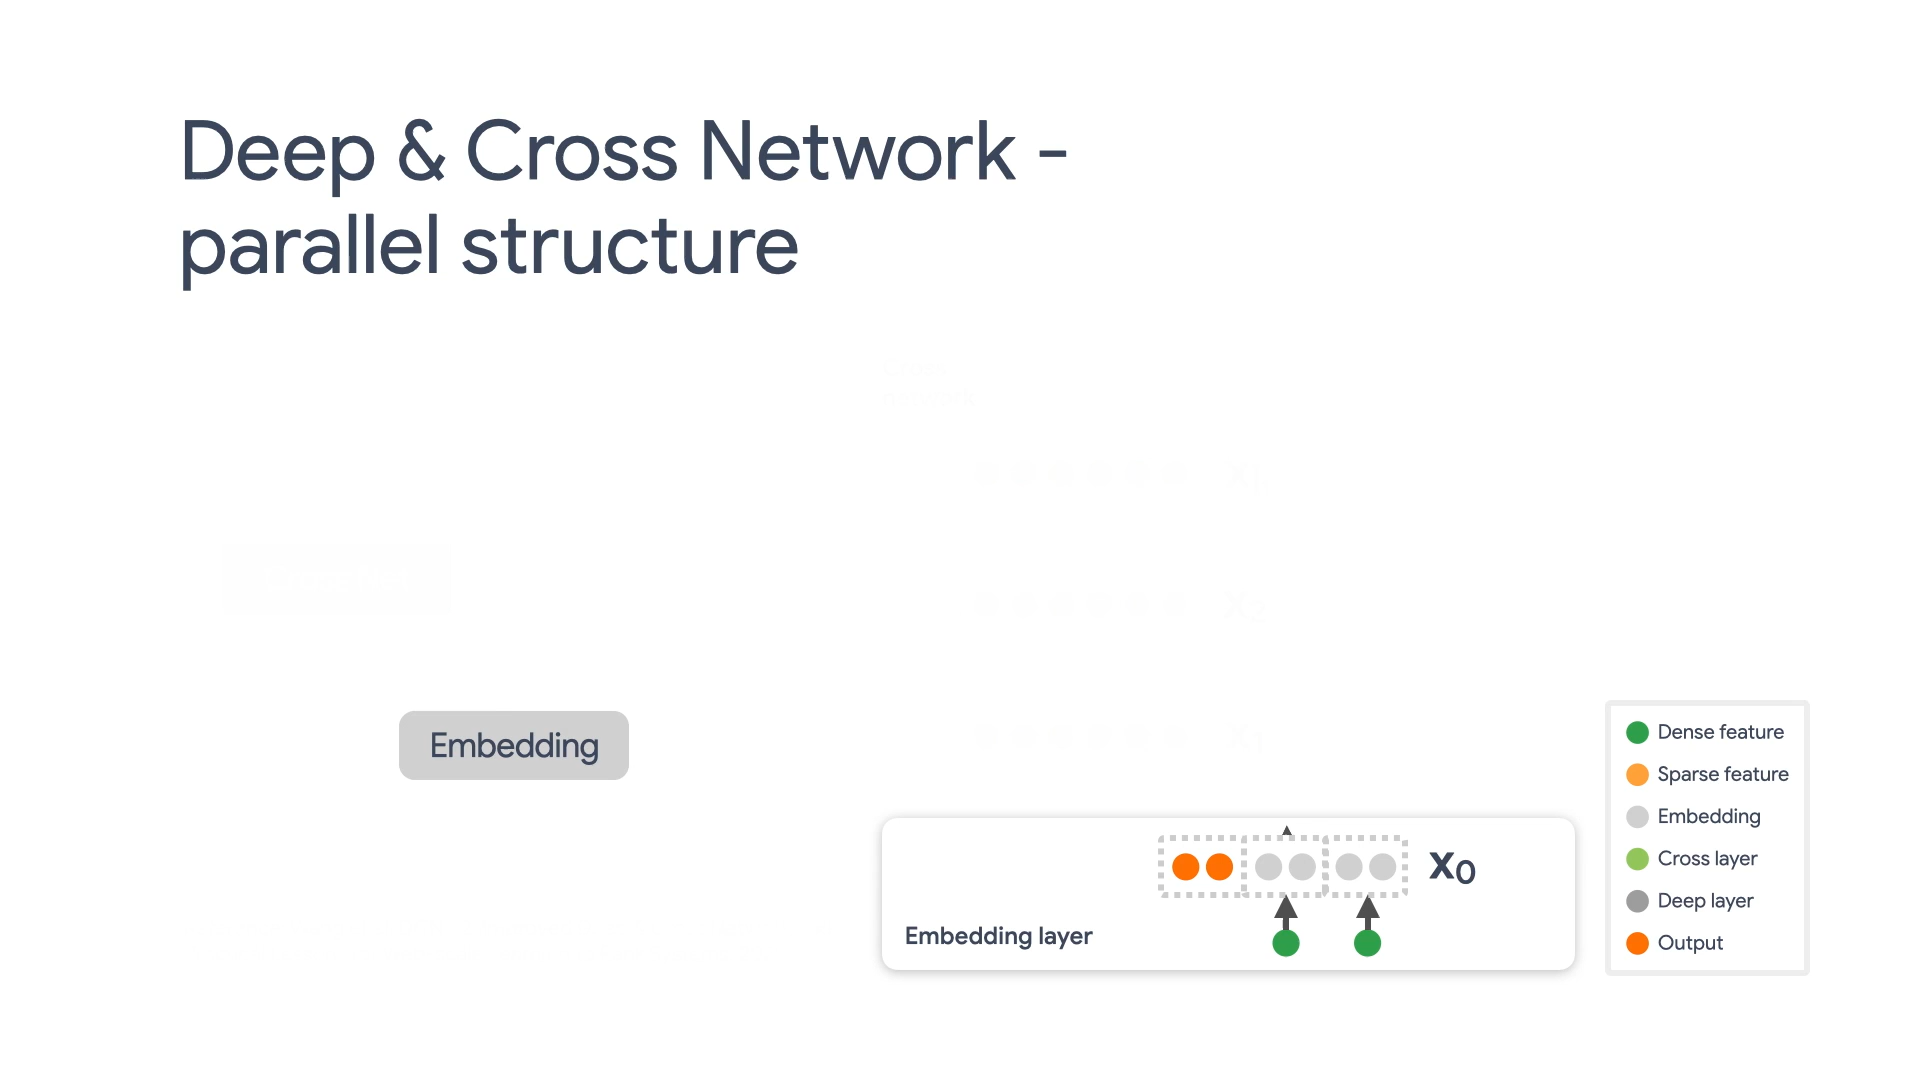 Deep & Cross Network -
parallel structure
Embedding
Embedding layer
x₀
Dense feature
Sparse feature
Embedding
Cross layer
Deep layer
Output